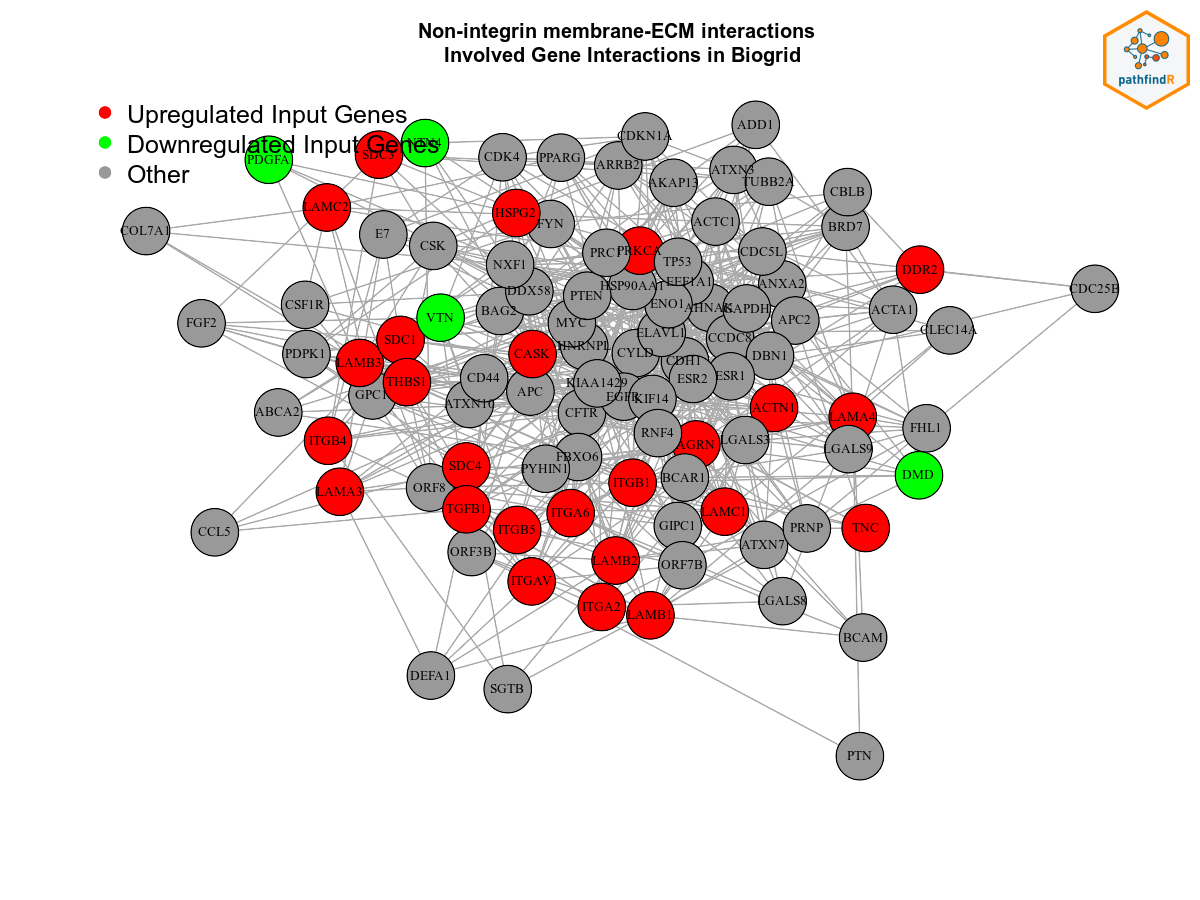 Non-integrin membrane-ECM interactions
Involved Gene Interactions in Biogrid
pathfindR
Upregulated Input Genes
Downregulated Input Genes
Other
ADD1
CDKN1A
NTN4
SDC3
PDGFA
CDK4
PPARG
ARRB2
ATXN3
AKAP13
TUBB2A
CBLB
LAMC2
COL7A1
HSPG2
FYN
ACTC1
BRD7
E7
CSK
PRC1
PRKCA
TP53
CDC5L
NXF1
DDR2
CDC25B
DDX58
PTEN
HSP90AA1
EEF1A1
ANXA2
CSF1R
ENO1
AHNAK
GAPDH
ACTA1
FGF2
VTN
BAG2
MYC
APC2
CLEC14A
SDC1
ELAVL1
CCDC8
PDPK1
CASK
HNRNPL
CYLD
DBN1
LAMB3
CDH1
THBS1
CD44
KIAA1429
ESR2
ESR1
GPC1
APC
EGFR
KIF14
ABCA2
ATXN10
CFTR
ACTN1
LAMA4
FHL1
ITGB4
RNF4
AGRN
LGALS3
LGALS9
SDC4
FBXO6
PYHIN1
BCAR1
DMD
LAMA3
ORF8
ITGB1
TGFB1
ITGA6
LAMC1
CCL5
ITGB5
GIPC1
PRNP
TNC
ORF3B
ATXN7
LAMB2
ORF7B
ITGAV
ITGA2
LAMB1
LGALS8
BCAM
DEFA1
SGTB
PTN